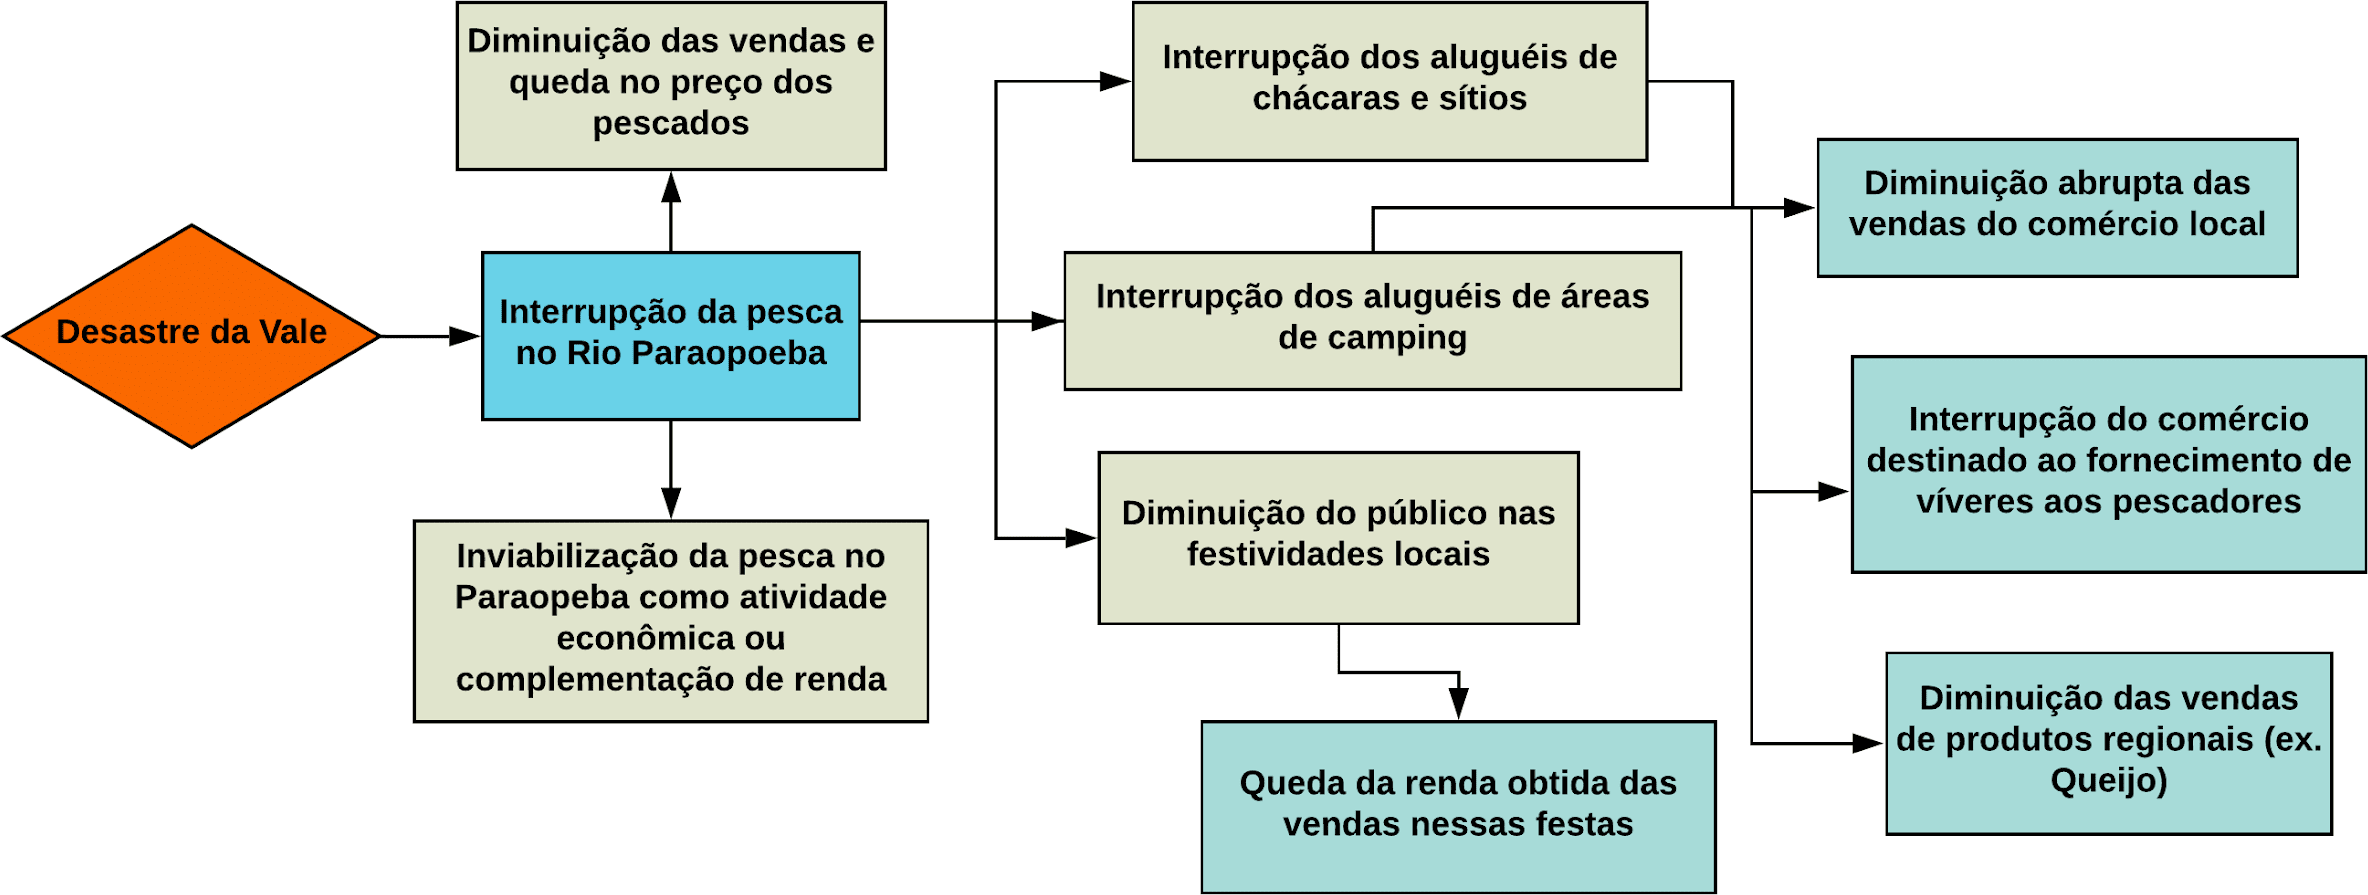 Desastre da Vale
Diminuição das vendas e
queda no preço dos
pescados
Interrupção da pesca
no Rio Paraopoeba
Inviabilização da pesca no
Paraopeba como atividade
econômica ou
complementação de renda
Interrupção dos aluguéis de
chácaras e sítios
Interrupção dos aluguéis de áreas
de camping
Diminuição do público nas
festividades locais
Queda da renda obtida das
vendas nessas festas
Diminuição abrupta das
vendas do comércio local
Interrupção do comércio
destinado ao fornecimento de
víveres aos pescadores
Diminuição das vendas
de produtos regionais (ex.
Queijo)